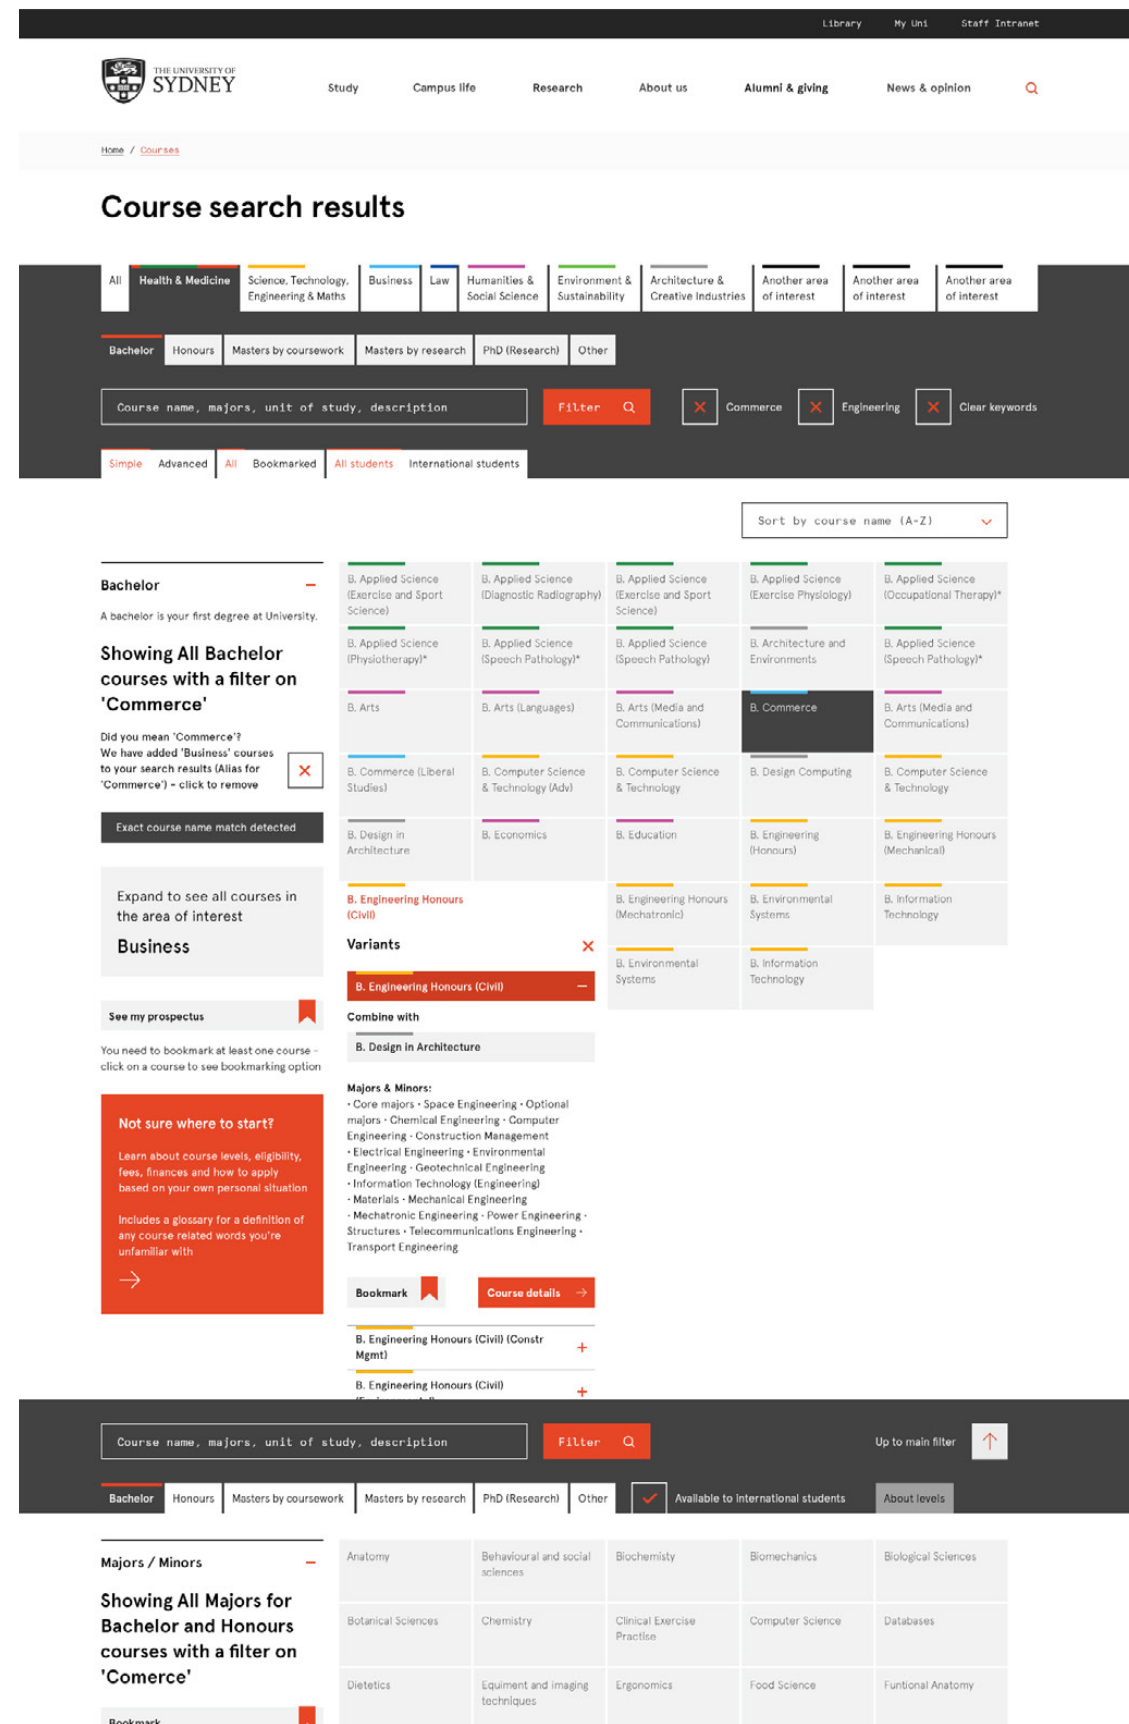 Library My Uni Staff Intranet
THE UNIVERSITY OF
SYDNEY
Study Campus life Research About us Alumni & giving News & opinion
Home / Courses
Course search results
All Health & Medicine Science, Technology, Engineering & Maths Business Law Humanities & Social Science Environment & Sustainability Architecture & Creative Industries Another area of interest Another area of interest Another area of interest
Bachelor Honours Masters by coursework Masters by research PhD (Research) Other
Course name, majors, unit of study, description Filter Commerce Engineering Clear keywords
Simple Advanced All Bookmarked All students International students
Sort by course name (A-Z)
Bachelor
A bachelor is your first degree at University.
Showing All Bachelor
courses with a filter on
'Commerce'
Did you mean 'Commerce'?
We have added 'Business' courses
to your search results (Alias for
'Commerce') - click to remove
Exact course name match detected
Expand to see all courses in
the area of interest
Business
See my prospectus
You need to bookmark at least one course -
click on a course to see bookmarking option
Not sure where to start?
Learn about course levels, eligibility,
fees, finances and how to apply
based on your own personal situation
Includes a glossary for a definition of
any course related words you're
unfamiliar with
B. Applied Science (Exercise and Sport Science)
B. Applied Science (Diagnostic Radiography)
B. Applied Science (Exercise and Sport Science)
B. Applied Science (Exercise Physiology)
B. Applied Science (Occupational Therapy)*
B. Applied Science (Physiotherapy)*
B. Applied Science (Speech Pathology)*
B. Applied Science (Speech Pathology)
B. Architecture and Environments
B. Applied Science (Speech Pathology)*
B. Arts
B. Arts (Languages)
B. Arts (Media and Communications)
B. Commerce
B. Arts (Media and Communications)
B. Commerce (Liberal Studies)
B. Computer Science & Technology (Adv)
B. Computer Science & Technology
B. Design Computing
B. Computer Science & Technology
B. Design in Architecture
B. Economics
B. Education
B. Engineering (Honours)
B. Engineering Honours (Mechanical)
B. Engineering Honours (Civil)
B. Engineering Honours (Mechatronic)
B. Environmental Systems
B. Information Technology
B. Environmental Systems
B. Information Technology
Variants
B. Engineering Honours (Civil)
Combine with
B. Design in Architecture
Majors & Minors:
· Core majors · Space Engineering · Optional
majors · Chemical Engineering · Computer
Engineering · Construction Management
· Electrical Engineering · Environmental
Engineering · Geotechnical Engineering
· Information Technology (Engineering)
· Materials · Mechanical Engineering
· Mechatronic Engineering · Power Engineering ·
Structures · Telecommunications Engineering ·
Transport Engineering
Bookmark Course details
B. Engineering Honours (Civil) (Constr
Mgmt)
B. Engineering Honours (Civil)
Course name, majors, unit of study, description Filter Up to main filter
Bachelor Honours Masters by coursework Masters by research PhD (Research) Other Available to international students About levels
Majors / Minors
Showing All Majors for
Bachelor and Honours
courses with a filter on
'Comerce'
Bookmark
Anatomy
Behavioural and social sciences
Biochemisty
Biomechanics
Biological Sciences
Botanical Sciences
Chemistry
Clinical Exercise Practise
Computer Science
Databases
Dietetics
Equiment and imaging techniques
Ergonomics
Food Science
Funtional Anatomy